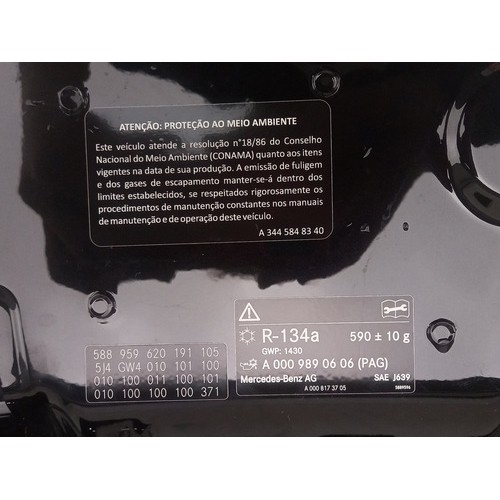 ATENÇÃO: PROTEÇÃO AO MEIO AMBIENTE
Este veículo atende a resolução n°18/86 do Conselho
Nacional do Meio Ambiente (CONAMA) quanto aos itens
vigentes na data de sua produção. A emissão de fuligem
e dos gases de escapamento manter-se-á dentro dos
limites estabelecidos, se respeitados rigorosamente os
procedimentos de manutenção constantes nos manuais
de manutenção e de operação deste veículo.
A 344 584 83 40
588 959 620 191 105
5J4 GW4 010 101 100
010 100 011 100 101
010 100 100 100 371
R-134a 590 ± 10 g
GWP: 1430
A 000 989 06 06 (PAG)
Mercedes-Benz AG SAE J639
A 000 817 37 05